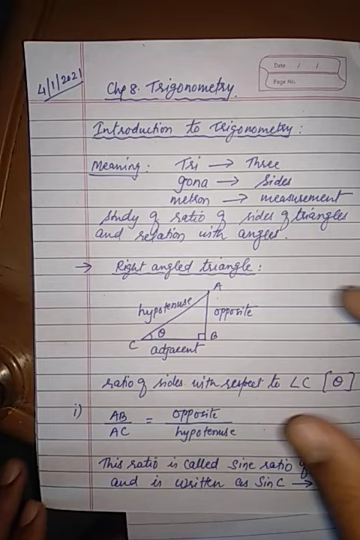 4/1/2021
Chp 8. Trigonometry.
Date / /
Page No.
Introduction to Trigonometry:
Meaning: Tri → Three
gona → Sides
metron → measurement
Study of ratio of sides of triangles
and relation with angles.
→ Right angled triangle:
A
hypotenuse
opposite
C θ B
adjacent
ratio of sides with respect to ∠C [θ]
i) AB/AC = opposite/hypotenuse
This ratio is called Sine ratio
and is written as Sin C →